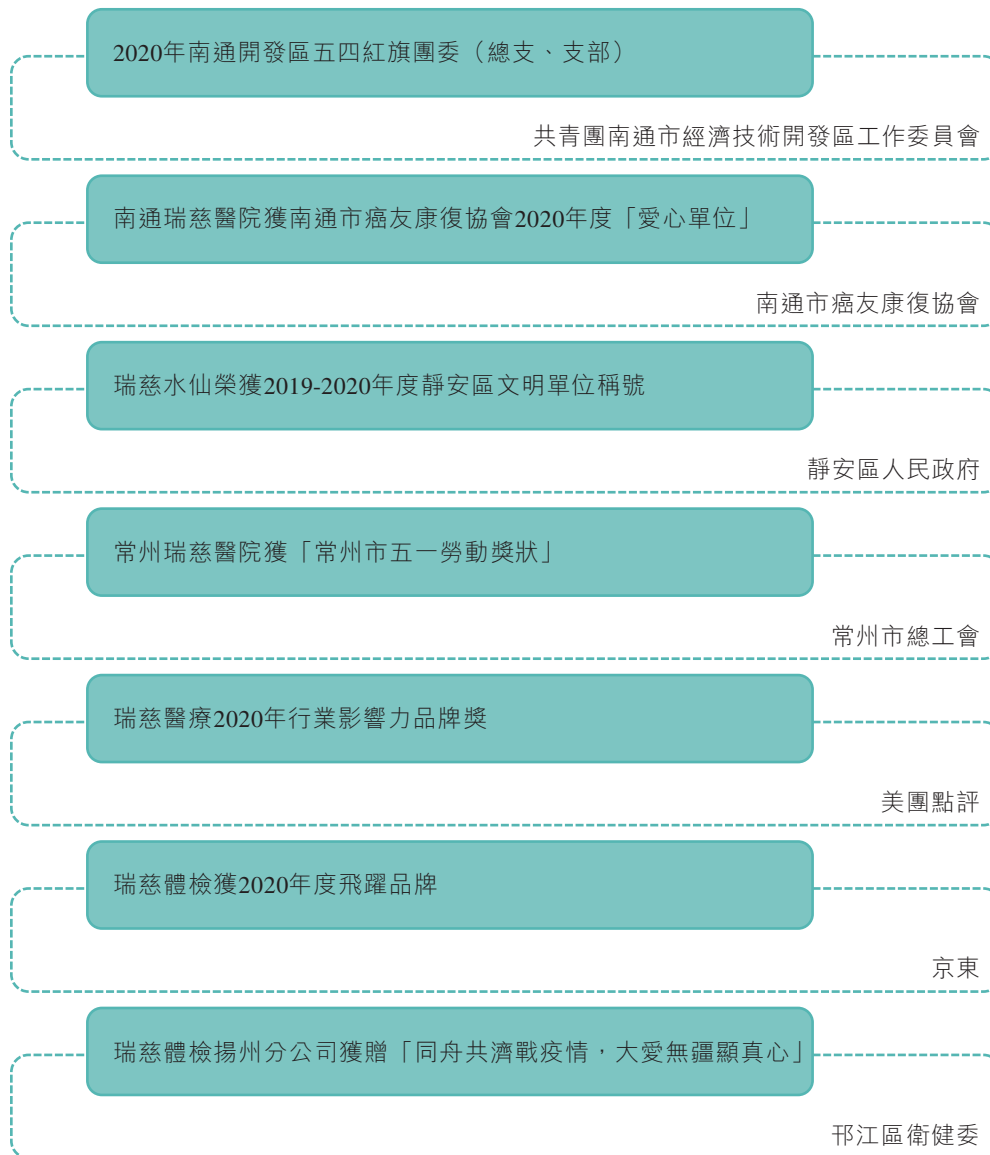 2020年南通開發區五四紅旗團委（總支、支部）
共青團南通市經濟技術開發區工作委員會
南通瑞慈醫院獲南通市癌友康復協會2020年度「愛心單位」
南通市癌友康復協會
瑞慈水仙榮獲2019-2020年度靜安區文明單位稱號
靜安區人民政府
常州瑞慈醫院獲「常州市五一勞動獎狀」
常州市總工會
瑞慈醫療2020年行業影響力品牌獎
美團點評
瑞慈體檢獲2020年度飛躍品牌
京東
瑞慈體檢揚州分公司獲贈「同舟共濟戰疫情，大愛無疆顯真心」
邗江區衛健委